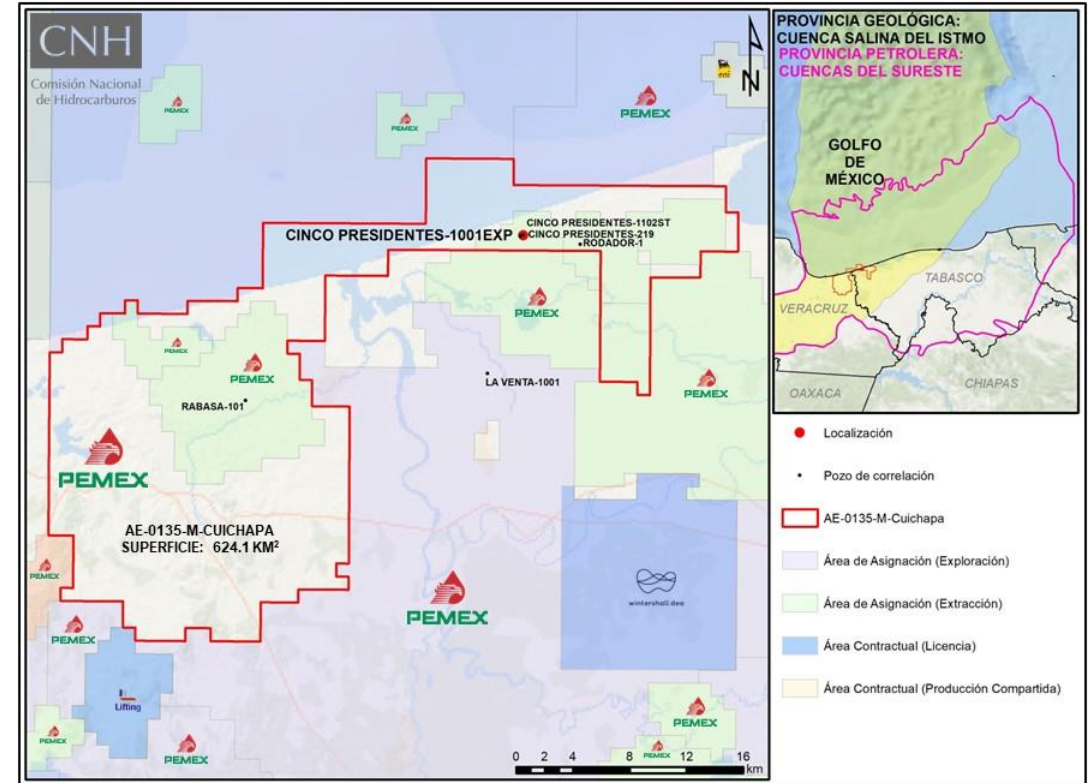 CNH
Comisión Nacional
de Hidrocarburos
PEMEX
PEMEX
PEMEX
eni
N
CINCO PRESIDENTES-1001EXP
CINCO PRESIDENTES-1102ST
CINCO PRESIDENTES-219
RODADOR-1
PEMEX
PEMEX
PEMEX
PEMEX
LA VENTA-1001
RABASA-101
PEMEX
AE-0135-M-CUICHAPA
SUPERFICIE: 624.1 KM²
PEMEX
PEMEX
wintershall dea
PEMEX
Lifting
PEMEX
PEMEX
PEMEX
PEMEX
0 2 4 8 12 16
km
PROVINCIA GEOLÓGICA:
CUENCA SALINA DEL ISTMO
PROVINCIA PETROLERA:
CUENCAS DEL SURESTE
GOLFO
DE
MÉXICO
TABASCO
VERACRUZ
OAXACA
CHIAPAS
Localización
Pozo de correlación
AE-0135-M-Cuichapa
Área de Asignación (Exploración)
Área de Asignación (Extracción)
Área Contractual (Licencia)
Área Contractual (Producción Compartida)